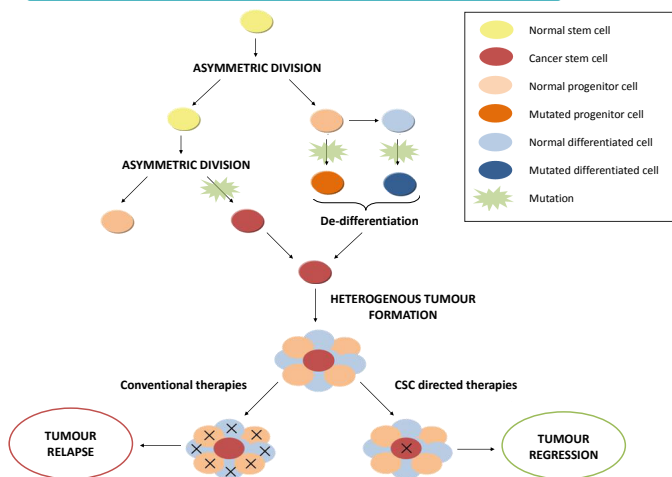 ASYMMETRIC DIVISION
ASYMMETRIC DIVISION
De-differentiation
HETEROGENOUS TUMOUR
FORMATION
Conventional therapies
CSC directed therapies
TUMOUR
RELAPSE
TUMOUR
REGRESSION
Normal stem cell
Cancer stem cell
Normal progenitor cell
Mutated progenitor cell
Normal differentiated cell
Mutated differentiated cell
Mutation